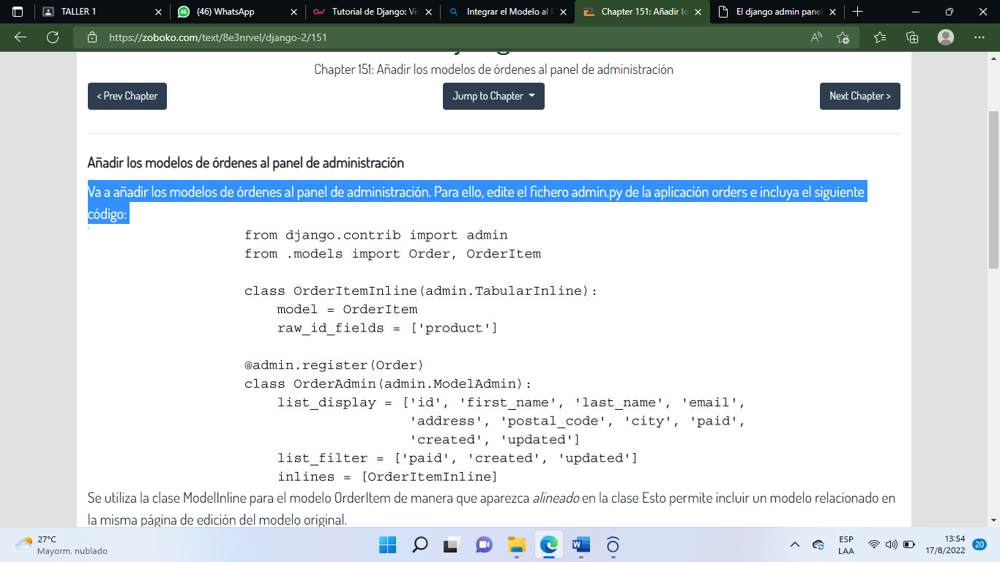 TALLER 1
46
(46) WhatsApp
Tutorial de Django: Vis
Integrar el Modelo al
Chapter 151: Añadir lo
El django admin panel
https://zoboko.com/text/8e3nrvel/django-2/151
Chapter 151: Añadir los modelos de órdenes al panel de administración
< Prev Chapter
Jump to Chapter
Next Chapter >
Añadir los modelos de órdenes al panel de administración
Va a añadir los modelos de órdenes al panel de administración. Para ello, edite el fichero admin.py de la aplicación orders e incluya el siguiente
código:
from django.contrib import admin
from .models import Order, OrderItem
class OrderItemInline(admin.TabularInline):
model = OrderItem
raw_id_fields = ['product']
@admin.register(Order)
class OrderAdmin(admin.ModelAdmin):
list_display = ['id', 'first_name', 'last_name', 'email',
'address', 'postal_code', 'city', 'paid',
'created', 'updated']
list_filter = ['paid', 'created', 'updated']
inlines = [OrderItemInline]
Se utiliza la clase ModelInline para el modelo OrderItem de manera que aparezca alineado en la clase Esto permite incluir un modelo relacionado en
la misma página de edición del modelo original.
27°C
Mayorm. nublado
ESP
LAA
13:54
17/8/2022
20